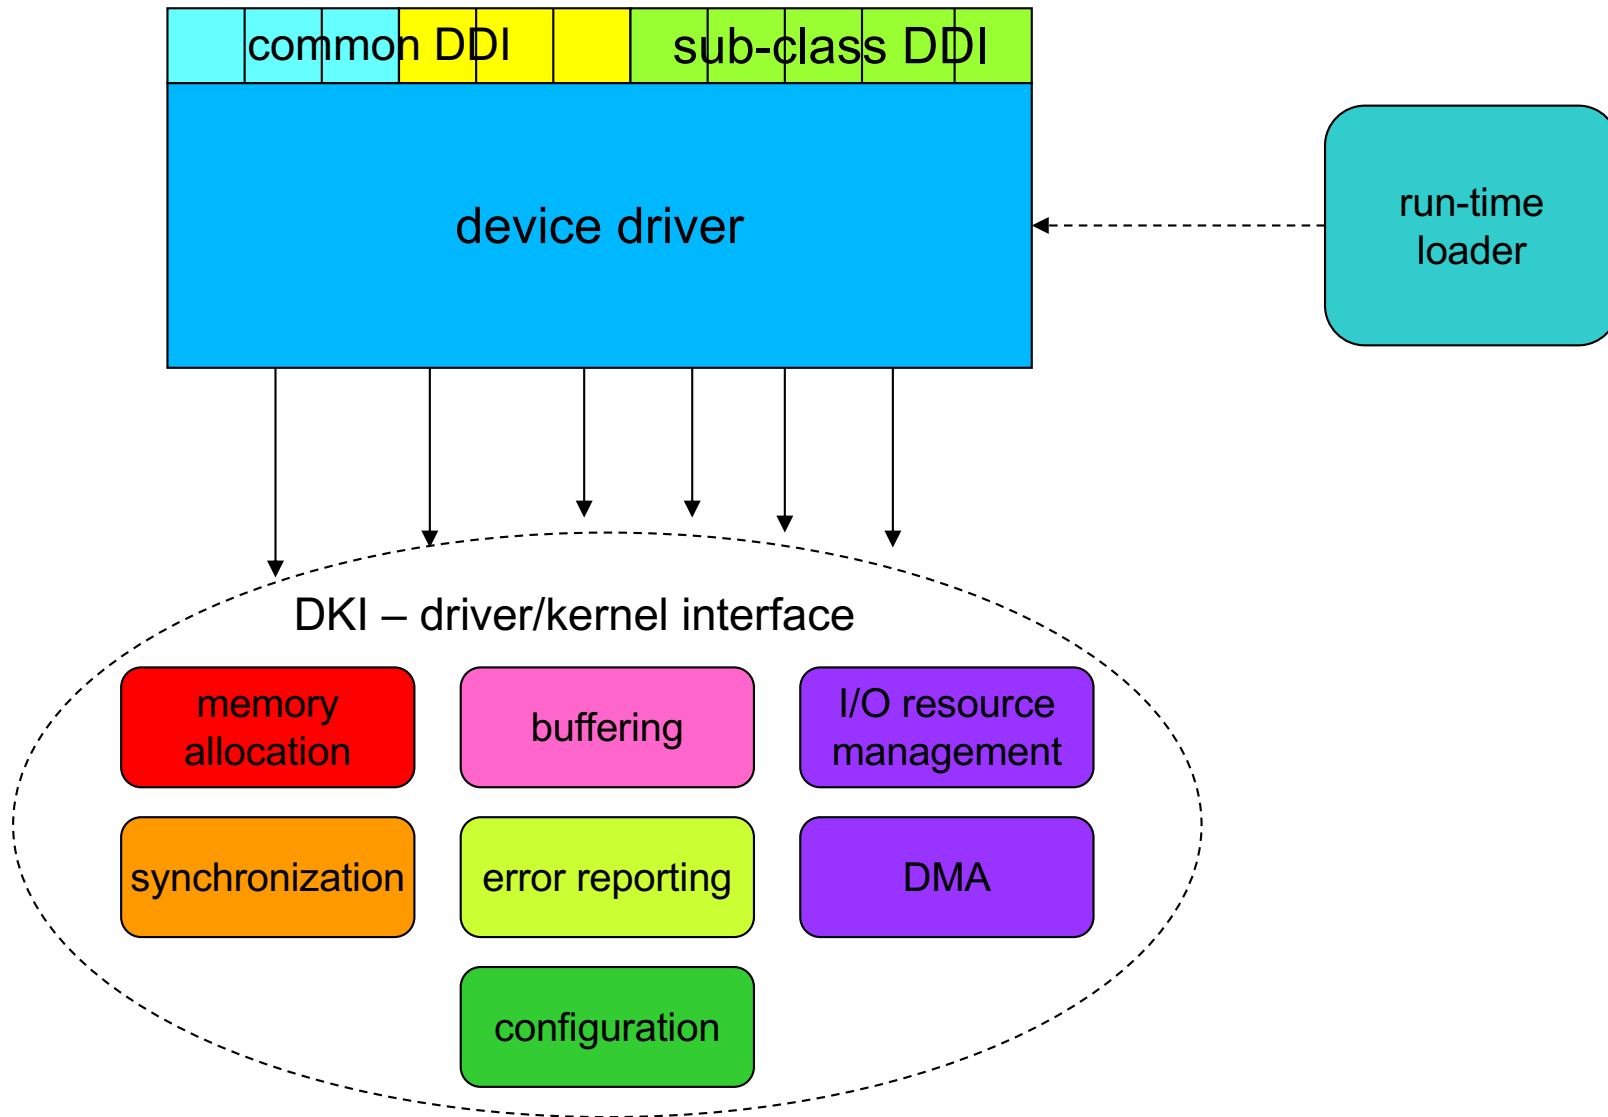 common DDI
sub-class DDI
device driver
run-time
loader
DKI – driver/kernel interface
memory
allocation
buffering
I/O resource
management
synchronization
error reporting
DMA
configuration